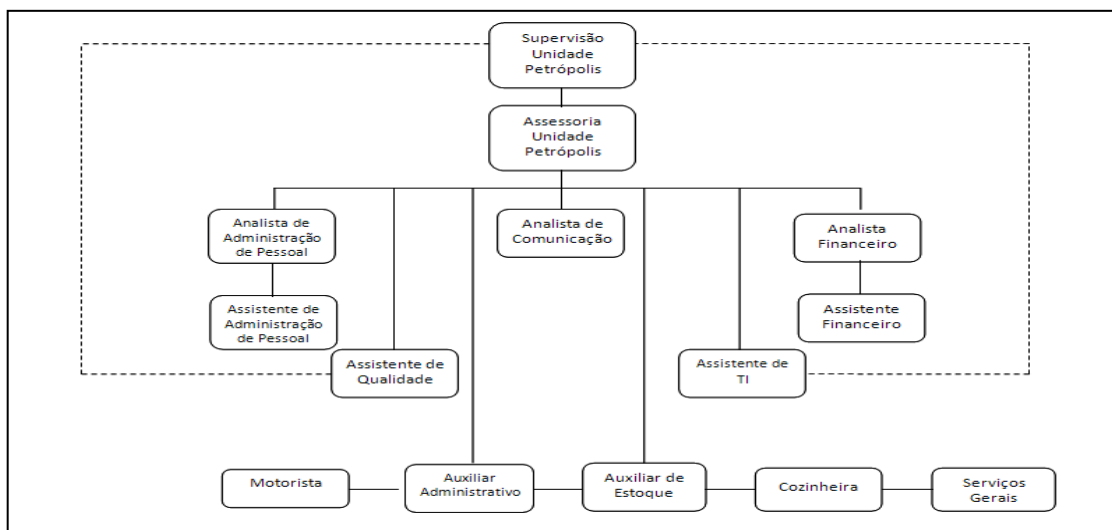 Supervisão
Unidade
Petrópolis
Assessoria
Unidade
Petrópolis
Analista de
Administração
de Pessoal
Analista de
Comunicação
Analista
Financeiro
Assistente de
Administração
de Pessoal
Assistente
Financeiro
Assistente de
Qualidade
Assistente de
TI
Motorista
Auxiliar
Administrativo
Auxiliar de
Estoque
Cozinheira
Serviços
Gerais